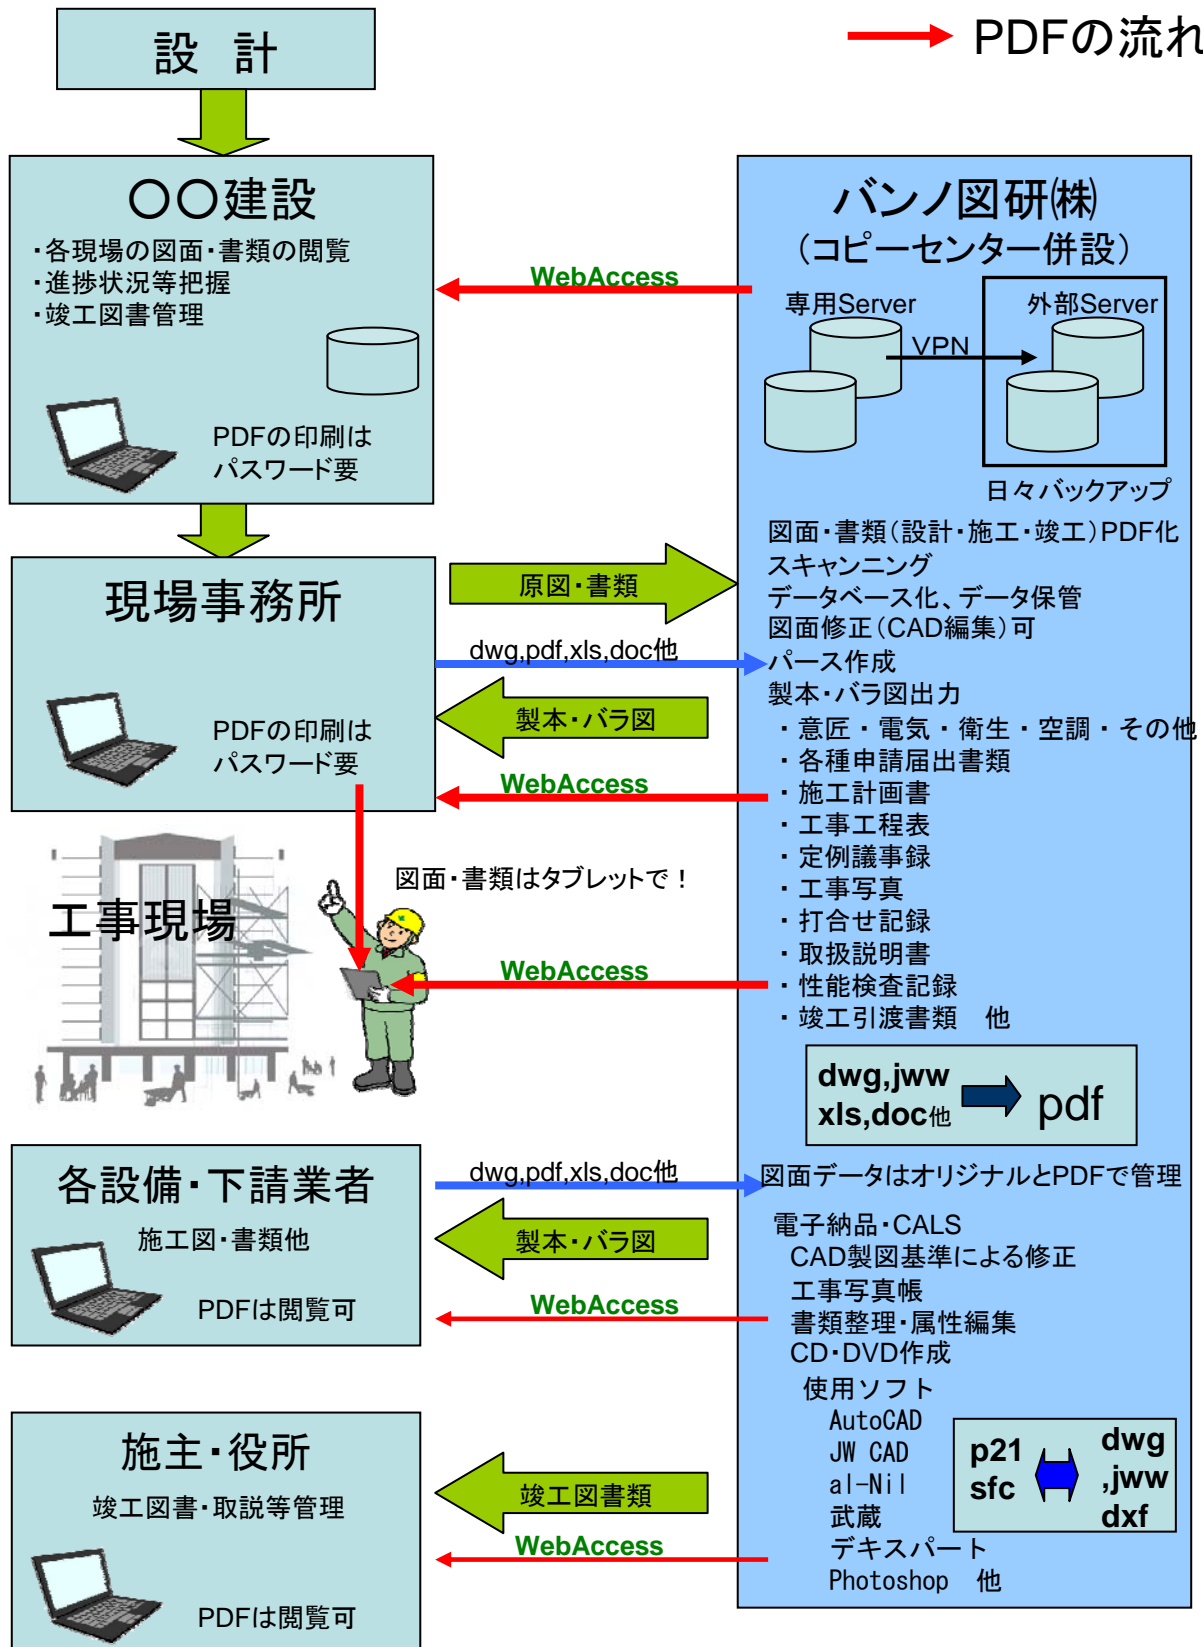 設 計
PDFの流れ
〇〇建設
・各現場の図面・書類の閲覧
・進捗状況等把握
・竣工図書管理
PDFの印刷は
パスワード要
WebAccess
バンノ図研㈱
（コピーセンター併設）
専用Server
外部Server
VPN
日々バックアップ
図面・書類（設計・施工・竣工）PDF化
スキャンニング
データベース化、データ保管
図面修正（CAD編集）可
パース作成
製本・バラ図出力
・意匠・電気・衛生・空調・その他
・各種申請届出書類
・施工計画書
・工事工程表
・定例議事録
・工事写真
・打合せ記録
・取扱説明書
・性能検査記録
・竣工引渡書類　他
dwg,jww
xls,doc他
pdf
図面データはオリジナルとPDFで管理
電子納品・CALS
CAD製図基準による修正
工事写真帳
書類整理・属性編集
CD・DVD作成
使用ソフト
AutoCAD
JW CAD
al-Nil
武蔵
デキスパート
Photoshop　他
p21
sfc
dwg
,jww
dxf
現場事務所
PDFの印刷は
パスワード要
原図・書類
dwg,pdf,xls,doc他
製本・バラ図
WebAccess
工事現場
図面・書類はタブレットで！
WebAccess
各設備・下請業者
施工図・書類他
PDFは閲覧可
dwg,pdf,xls,doc他
製本・バラ図
WebAccess
施主・役所
竣工図書・取説等管理
PDFは閲覧可
竣工図書類
WebAccess